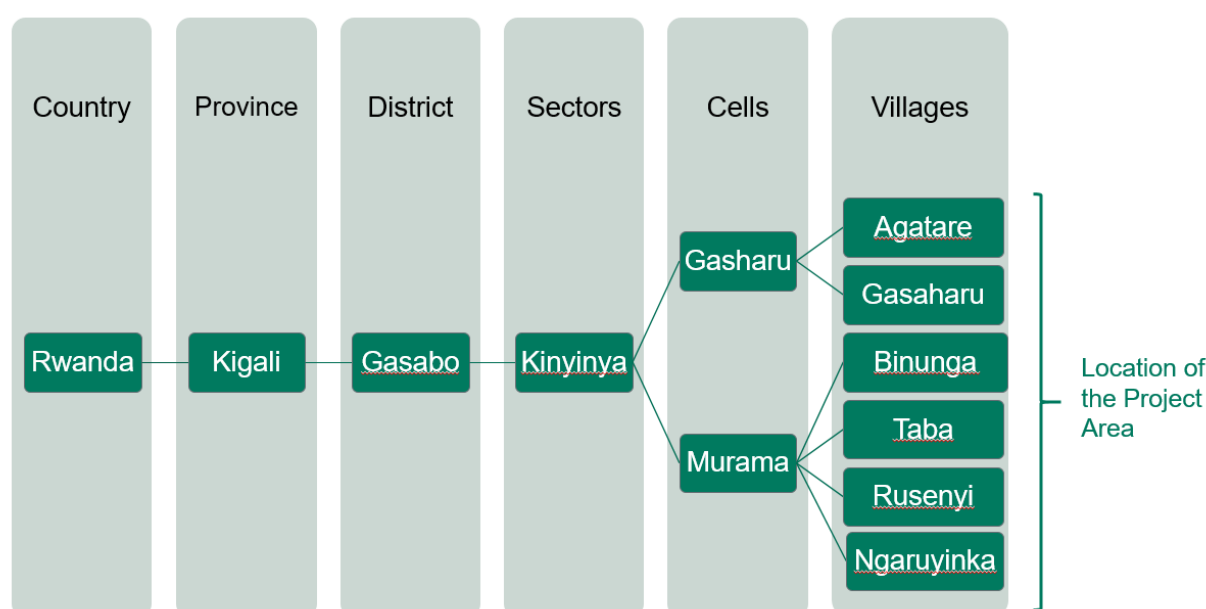 Country
Province
District
Sectors
Cells
Villages
Rwanda
Kigali
Gasabo
Kinyinya
Gasharu
Murama
Agatare
Gasaharu
Binunga
Taba
Rusenyi
Ngaruyinka
Location of
the Project
Area